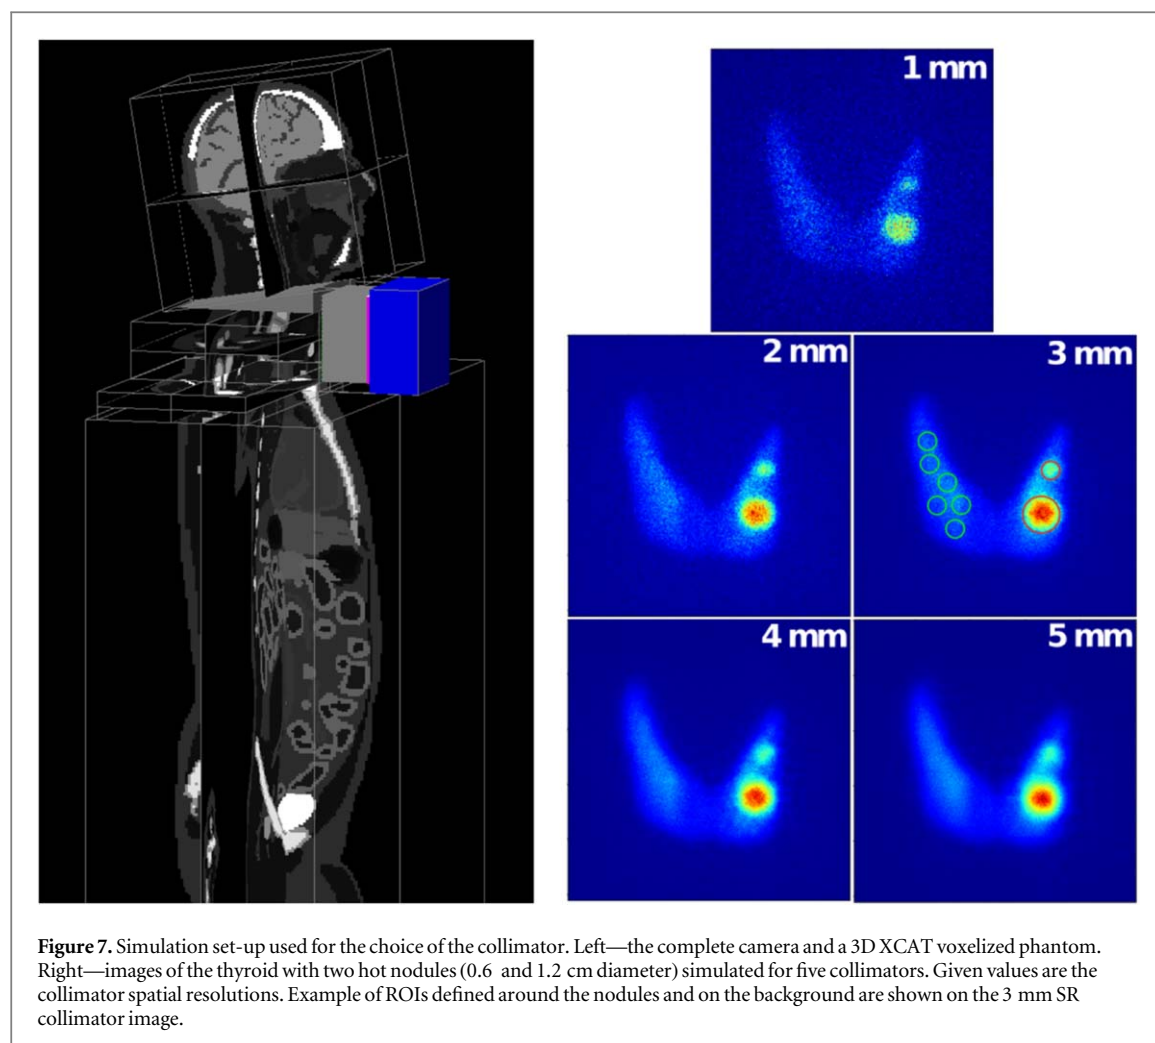 1 mm
2 mm
3 mm
4 mm
5 mm
Figure 7. Simulation set-up used for the choice of the collimator. Left—the complete camera and a 3D XCAT voxelized phantom.
Right—images of the thyroid with two hot nodules (0.6 and 1.2 cm diameter) simulated for five collimators. Given values are the
collimator spatial resolutions. Example of ROIs defined around the nodules and on the background are shown on the 3 mm SR
collimator image.